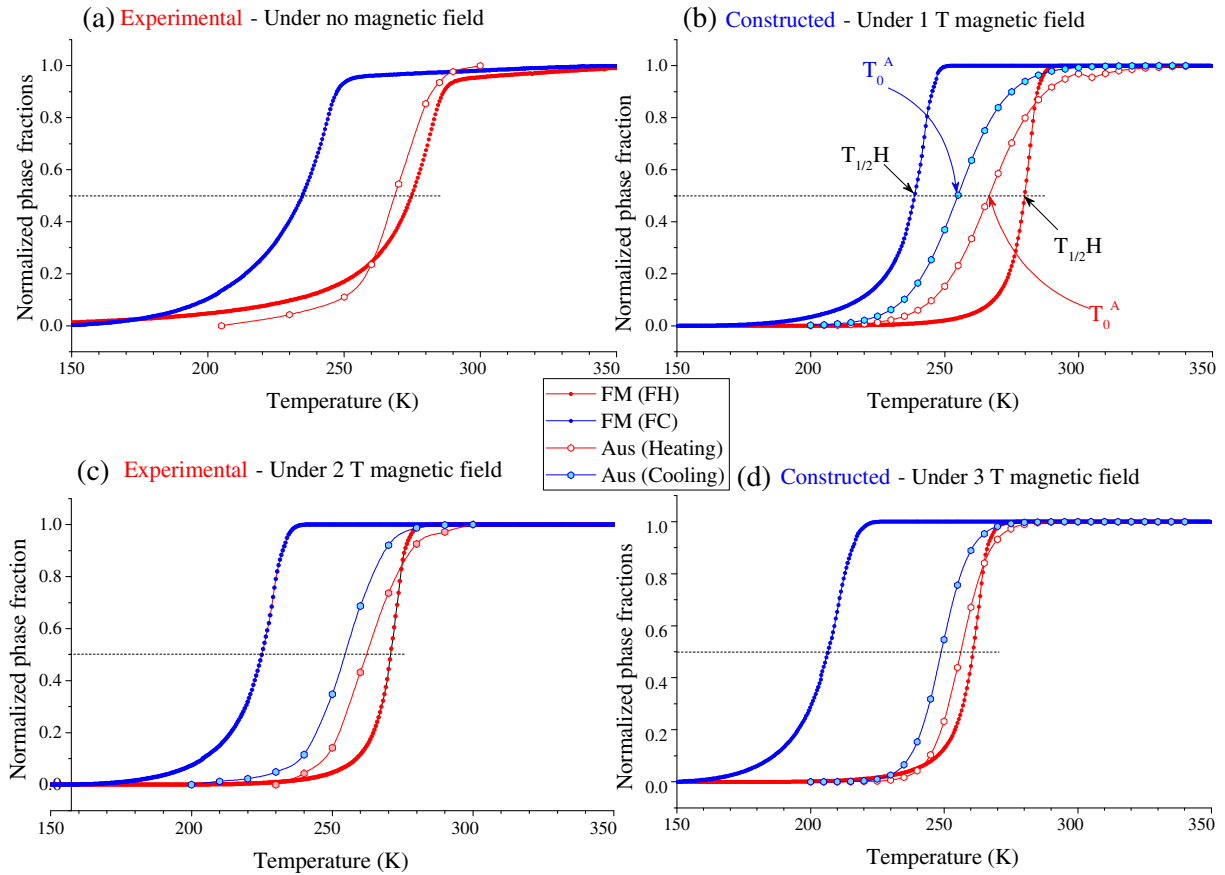 (a) Experimental - Under no magnetic field
Normalized phase fractions
1.0
0.8
0.6
0.4
0.2
0.0
150 200 250 300 350
Temperature (K)
(b) Constructed - Under 1 T magnetic field
Normalized phase fraction
1.0
0.8
0.6
0.4
0.2
0.0
T0^A
T1/2H
T1/2H
T0^A
150 200 250 300 350
Temperature (K)
FM (FH)
FM (FC)
Aus (Heating)
Aus (Cooling)
(c) Experimental - Under 2 T magnetic field
Normalized phase fraction
1.0
0.8
0.6
0.4
0.2
0.0
150 200 250 300 350
Temperature (K)
(d) Constructed - Under 3 T magnetic field
Normalized phase fractions
1.0
0.8
0.6
0.4
0.2
0.0
150 200 250 300 350
Temperature (K)